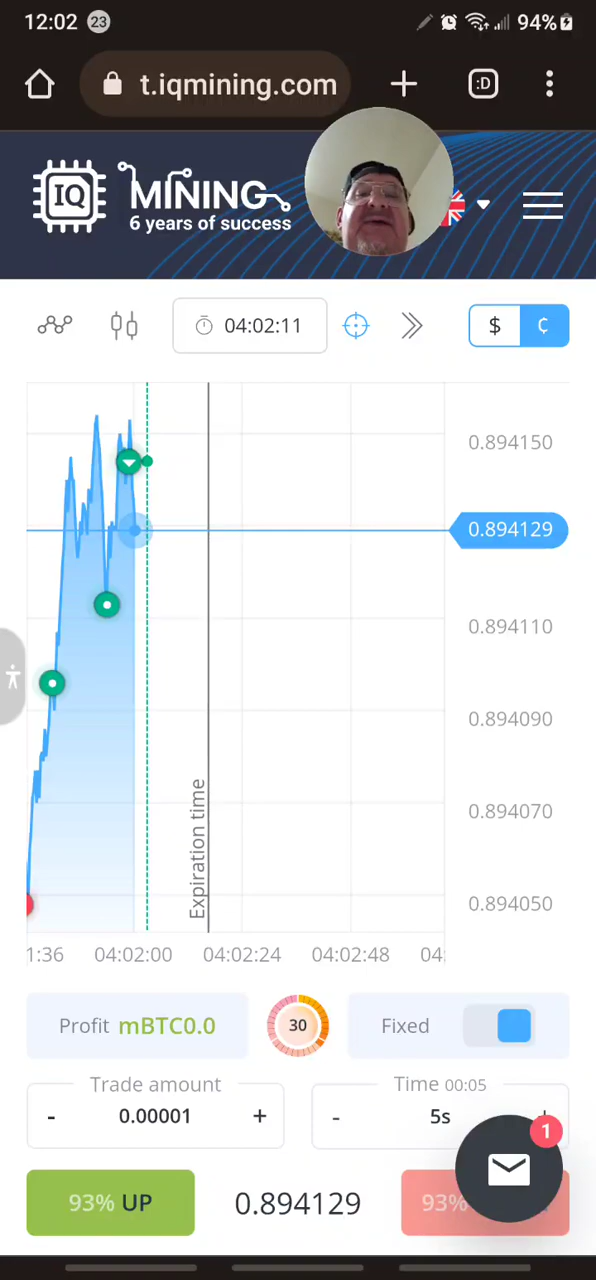 12:02 23 94%
t.iqmining.com + :D
IQ MINING
6 years of success
04:02:11 $ ¢
0.894150
0.894129
0.894110
0.894090
0.894070
0.894050
Expiration time
1:36 04:02:00 04:02:24 04:02:48 04:
Profit mBTC0.0 30 Fixed
Trade amount Time 00:05
- 0.00001 + - 5s +
1
93% UP 0.894129 93%